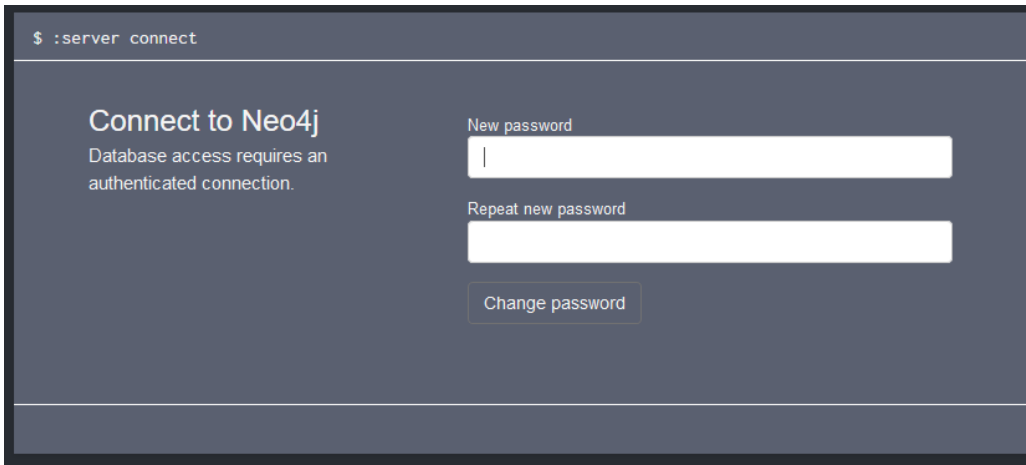 $ :server connect
Connect to Neo4j
Database access requires an
authenticated connection.
New password
Repeat new password
Change password